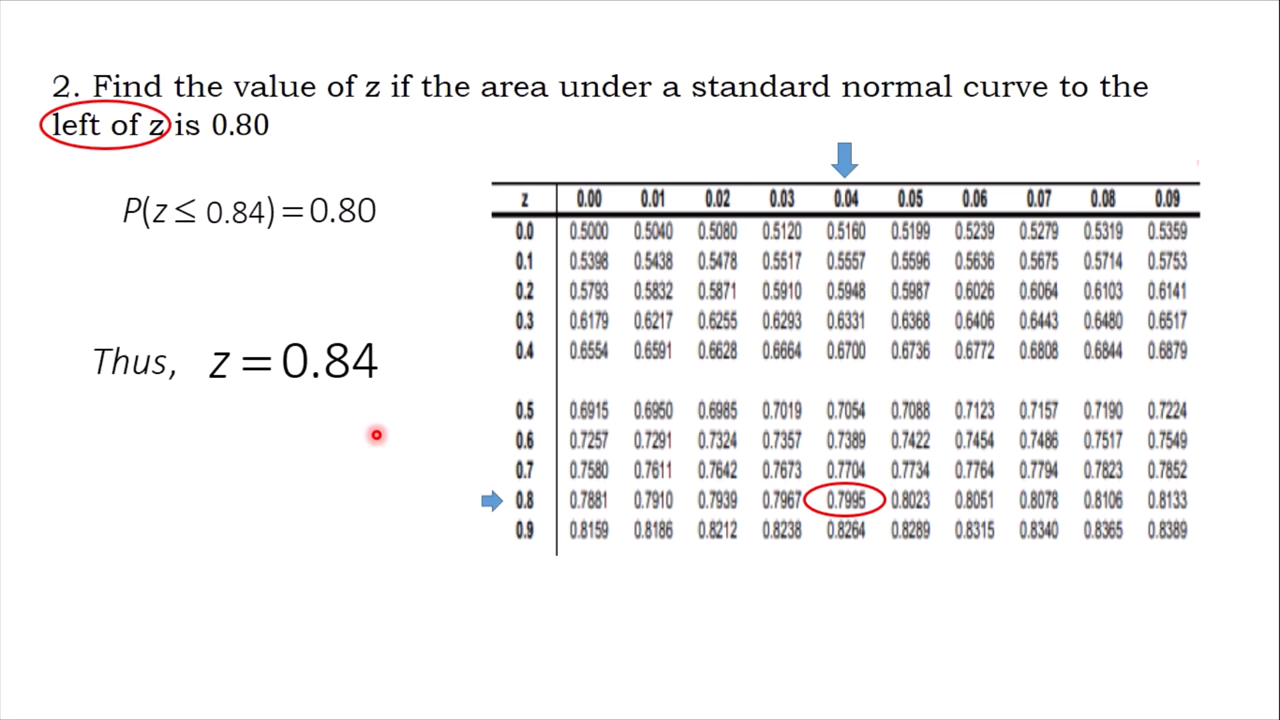 2. Find the value of z if the area under a standard normal curve to the
left of z is 0.80
P(z ≤ 0.84) = 0.80
Thus, z = 0.84
z 0.00 0.01 0.02 0.03 0.04 0.05 0.06 0.07 0.08 0.09
0.0 0.5000 0.5040 0.5080 0.5120 0.5160 0.5199 0.5239 0.5279 0.5319 0.5359
0.1 0.5398 0.5438 0.5478 0.5517 0.5557 0.5596 0.5636 0.5675 0.5714 0.5753
0.2 0.5793 0.5832 0.5871 0.5910 0.5948 0.5987 0.6026 0.6064 0.6103 0.6141
0.3 0.6179 0.6217 0.6255 0.6293 0.6331 0.6368 0.6406 0.6443 0.6480 0.6517
0.4 0.6554 0.6591 0.6628 0.6664 0.6700 0.6736 0.6772 0.6808 0.6844 0.6879
0.5 0.6915 0.6950 0.6985 0.7019 0.7054 0.7088 0.7123 0.7157 0.7190 0.7224
0.6 0.7257 0.7291 0.7324 0.7357 0.7389 0.7422 0.7454 0.7486 0.7517 0.7549
0.7 0.7580 0.7611 0.7642 0.7673 0.7704 0.7734 0.7764 0.7794 0.7823 0.7852
0.8 0.7881 0.7910 0.7939 0.7967 0.7995 0.8023 0.8051 0.8078 0.8106 0.8133
0.9 0.8159 0.8186 0.8212 0.8238 0.8264 0.8289 0.8315 0.8340 0.8365 0.8389